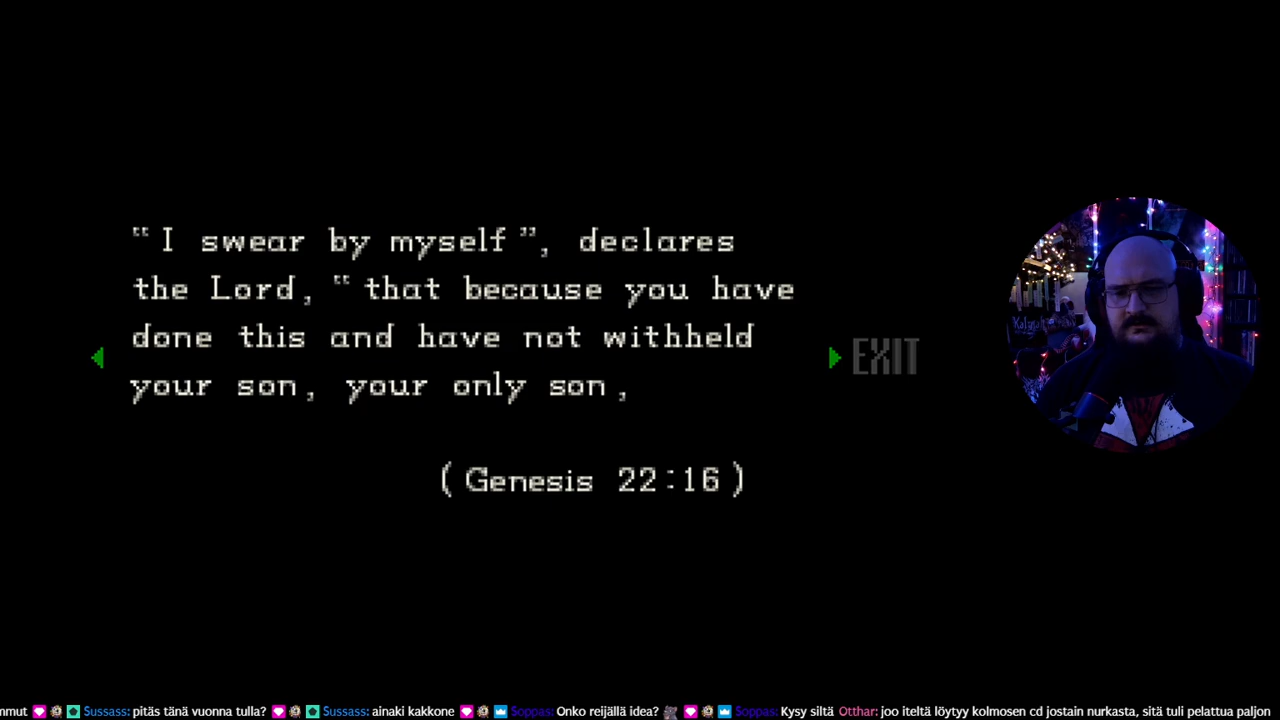 “I swear by myself”, declares
the Lord, “that because you have
done this and have not withheld
your son, your only son,
(Genesis 22:16)
EXIT
mmut Sussass: pitäs tänä vuonna tulla? Sussass: ainaki kakkone Soppas: Onko reijällä idea? Soppas: Kysy siltä Otthar: joo iteltä löytyy kolmosen cd jostain nurkasta, sitä tuli pelattua paljon